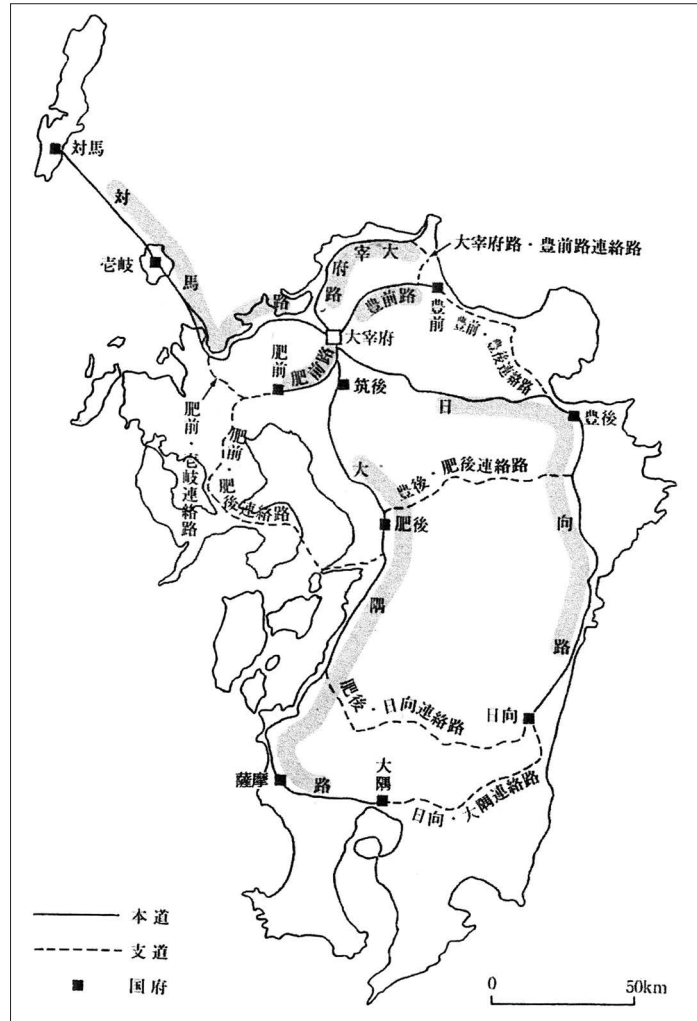 対馬
対馬路
壱岐
大宰府路
大宰府路・豊前路連絡路
豊前路
豊前
豊前・豊後連絡路
大宰府
肥前路
肥前
筑後
肥前・壱岐連絡路
肥前・肥後連絡路
日向路
豊後
豊後・肥後連絡路
大隅路
肥後
肥後・日向連絡路
日向
薩摩
大隅
日向・大隅連絡路
本道
支道
国府
0 50km